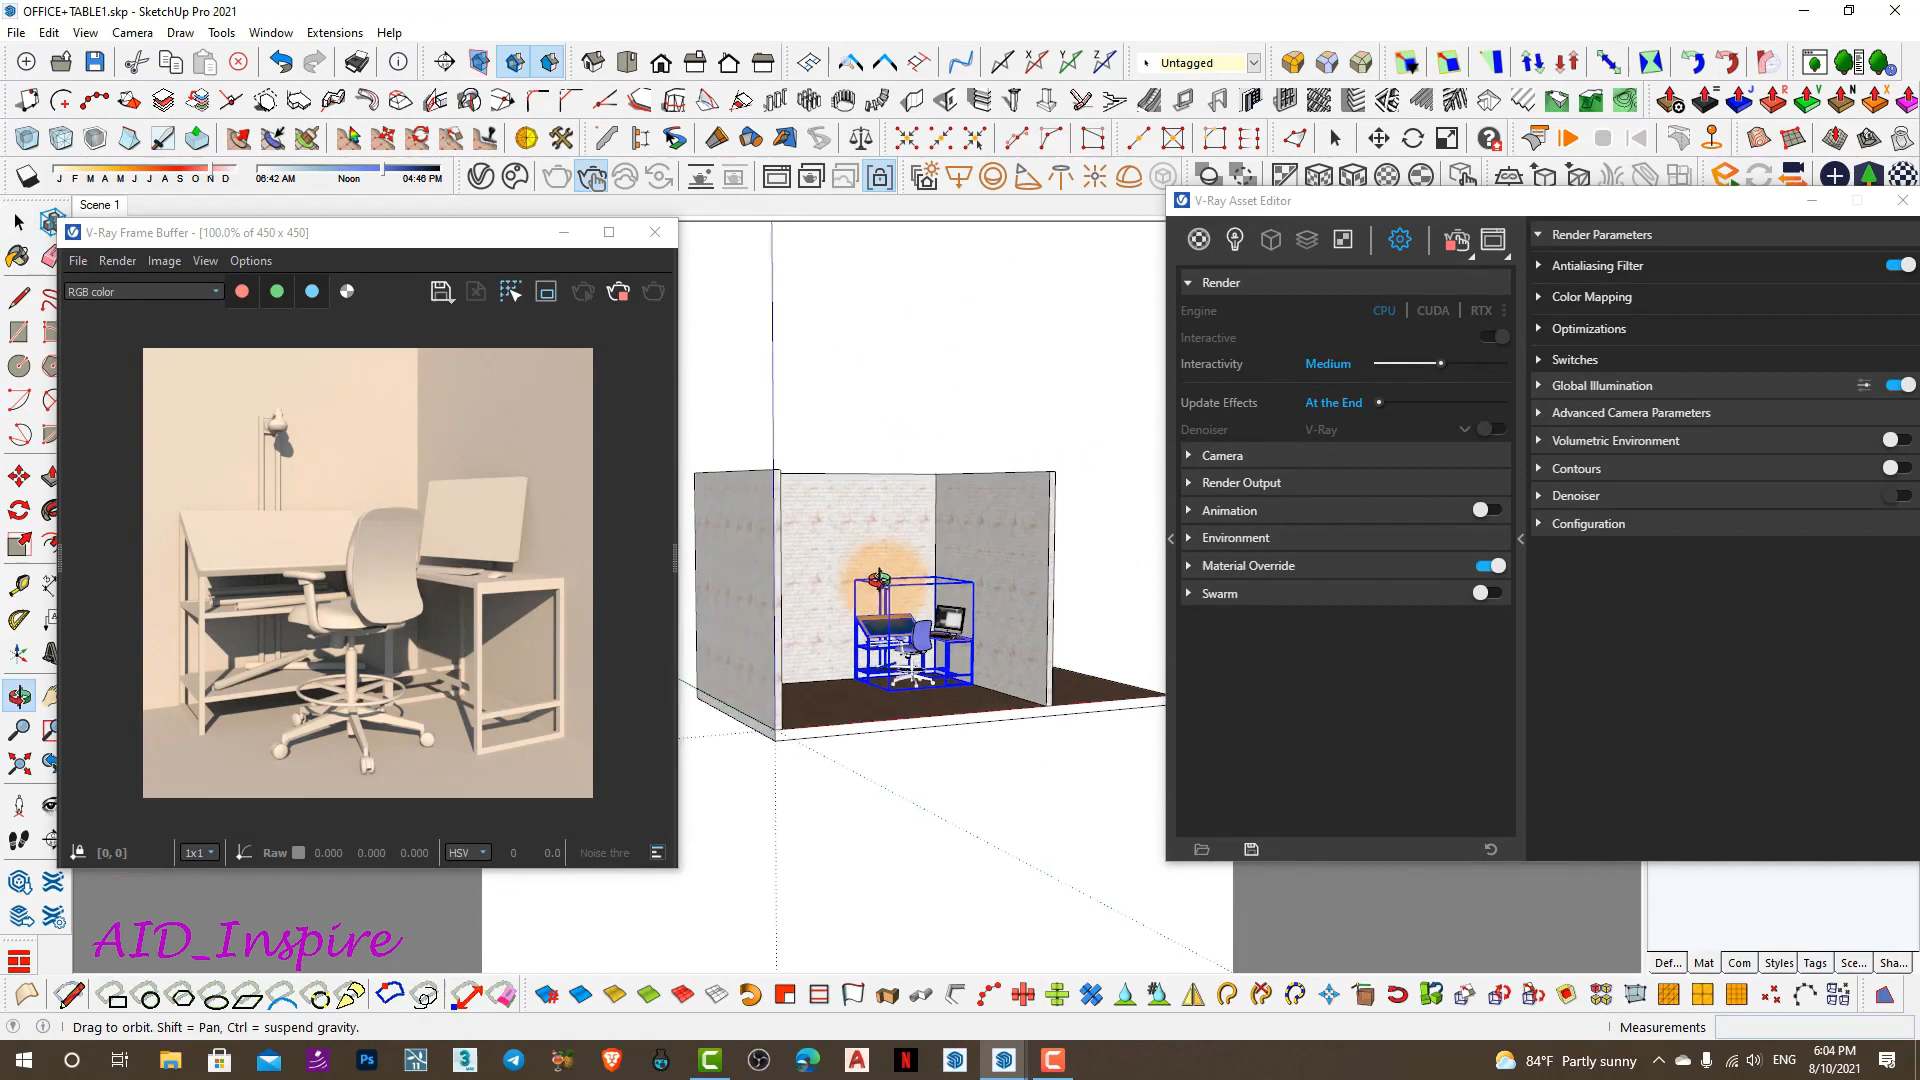 OFFICE+TABLE1.skp - SketchUp Pro 2021
File Edit View Camera Draw Tools Window Extensions Help
Untagged
J F M A M J J A S O N D
06:42 AM Noon 04:46 PM
Scene 1
V-Ray Frame Buffer - [100.0% of 450 x 450]
File Render Image View Options
RGB color
[0, 0] 1x1 Raw 0.000 0.000 0.000 HSV 0 0.0 Noise thre
V-Ray Asset Editor
Render
Engine CPU CUDA RTX
Interactive
Interactivity Medium
Update Effects At the End
Denoiser V-Ray
Camera
Render Output
Animation
Environment
Material Override
Swarm
Render Parameters
Antialiasing Filter
Color Mapping
Optimizations
Switches
Global Illumination
Advanced Camera Parameters
Volumetric Environment
Contours
Denoiser
Configuration
AID_Inspire
Def... Mat Com Styles Tags Sce... Sha...
Drag to orbit. Shift = Pan, Ctrl = suspend gravity.
Measurements
84°F Partly sunny
ENG
6:04 PM
8/10/2021